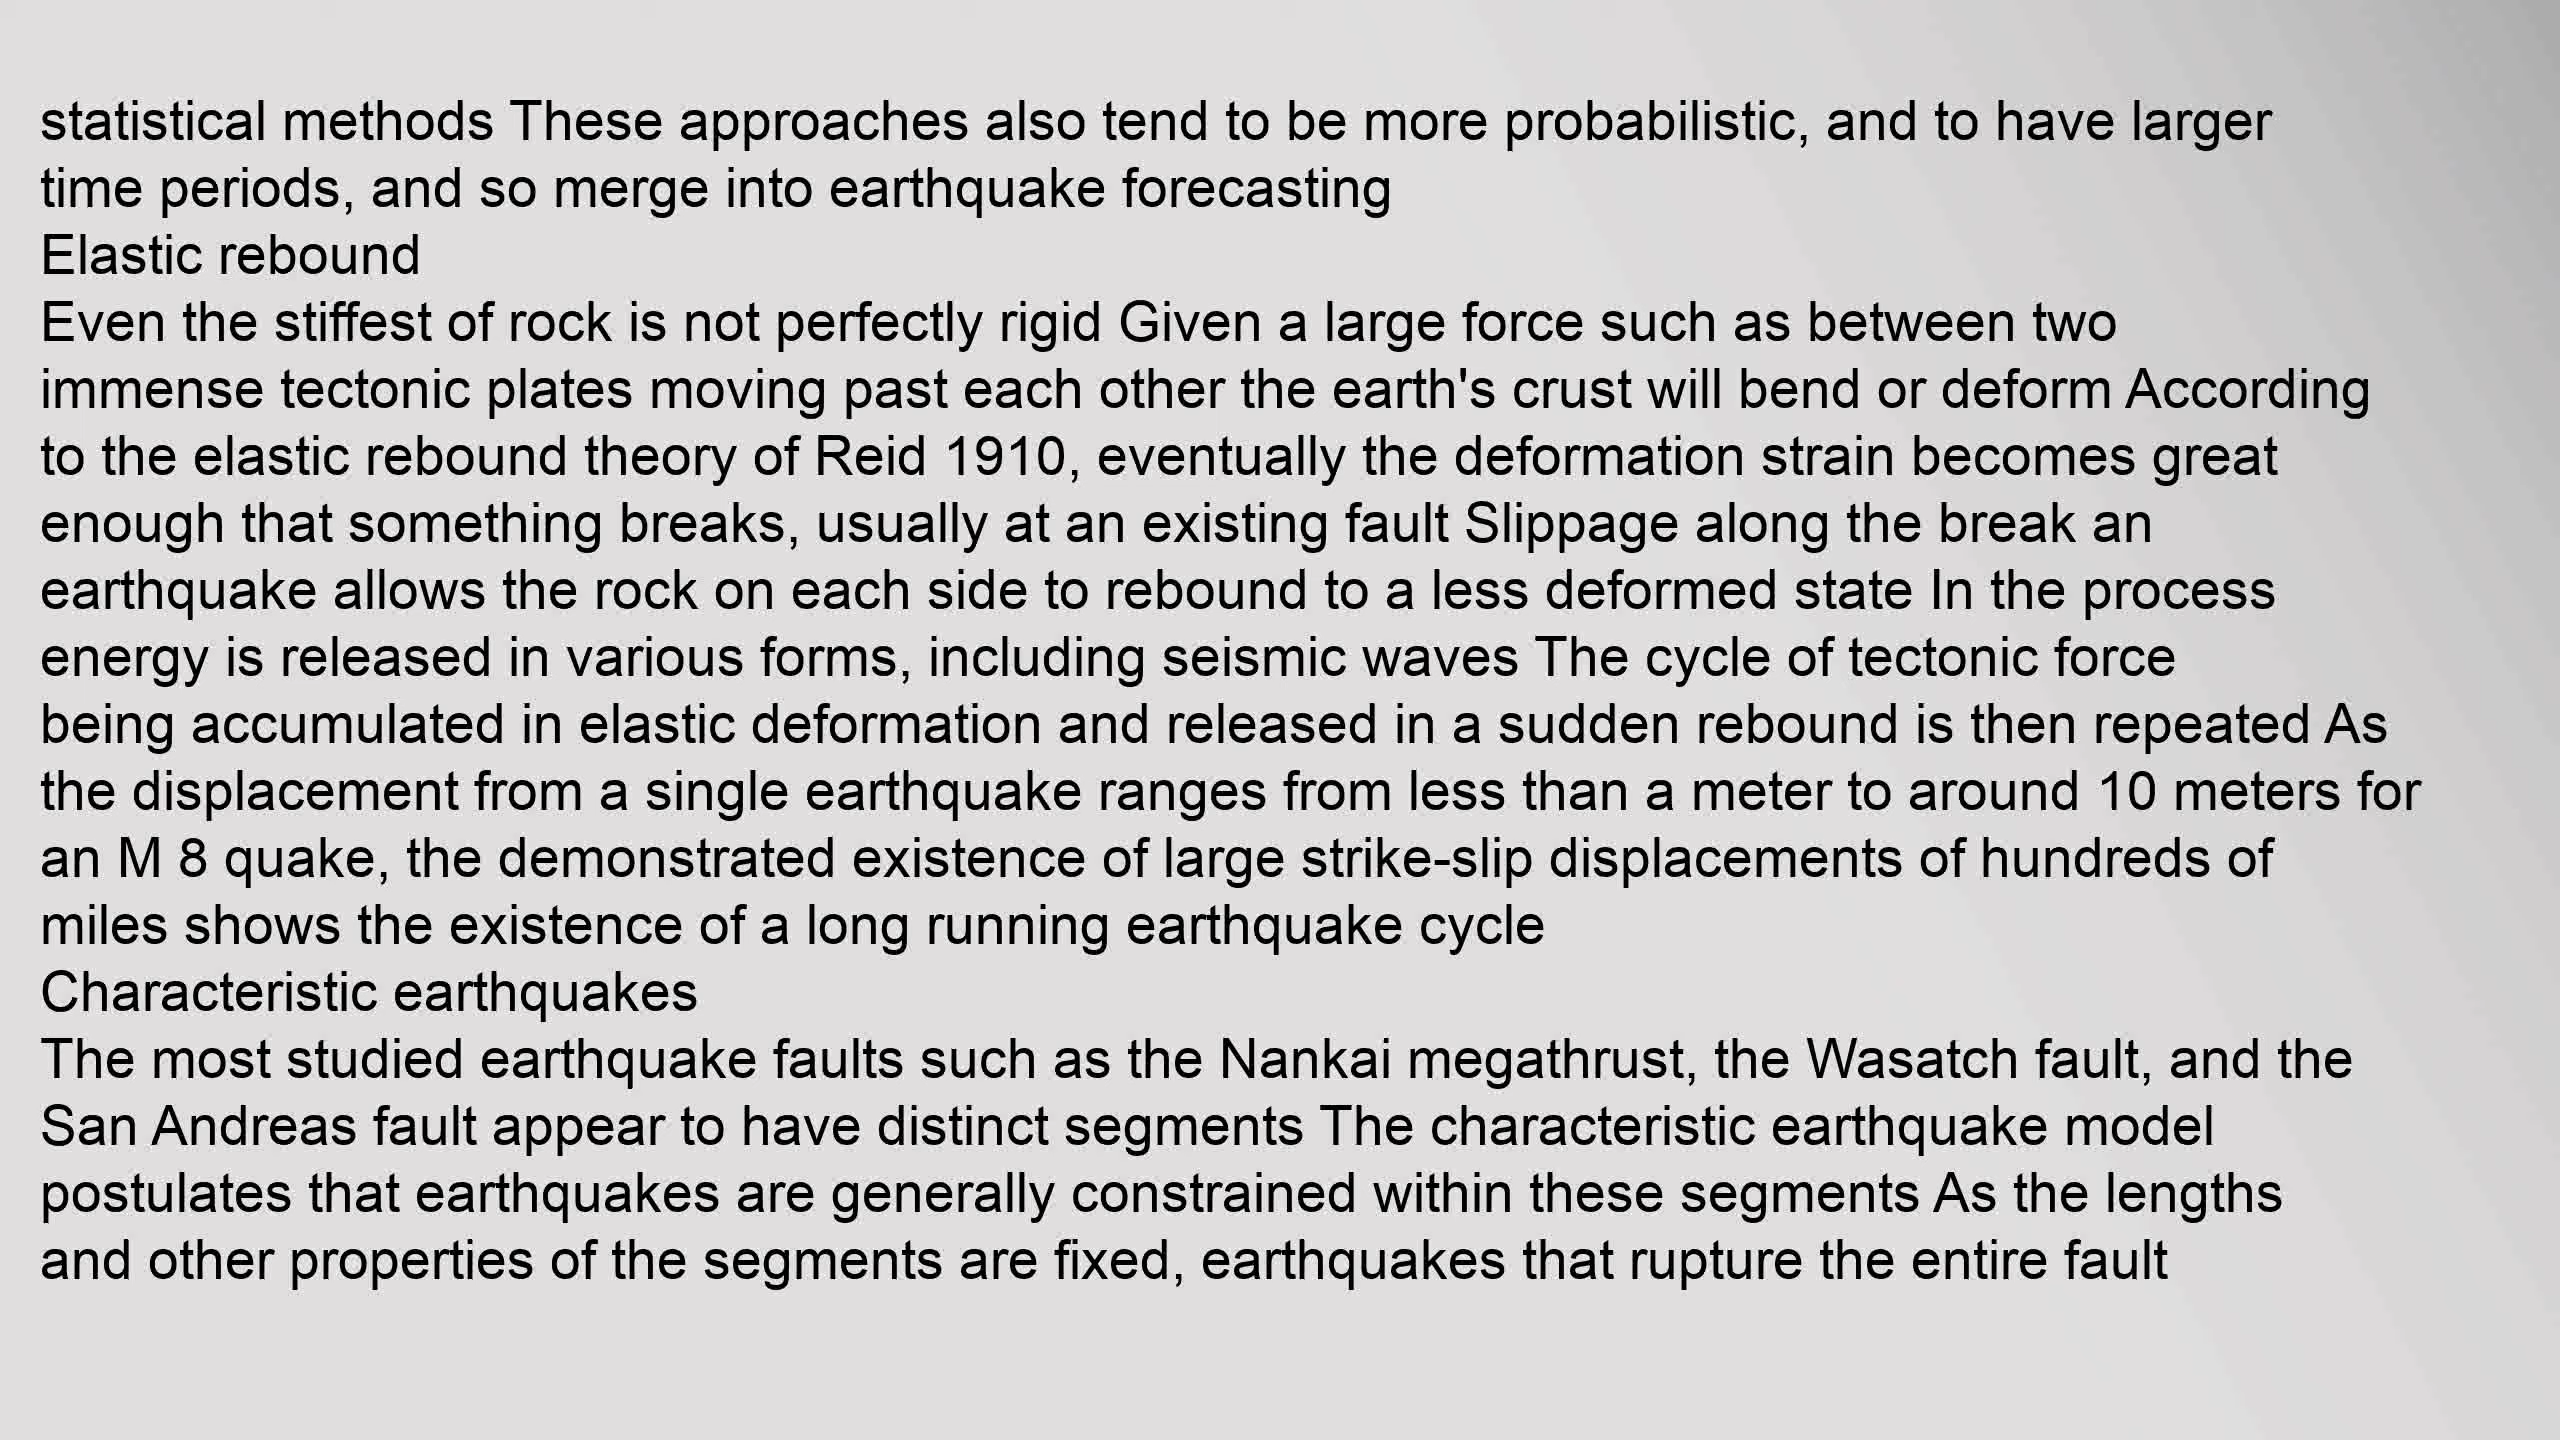 statistical methods These approaches also tend to be more probabilistic, and to have larger
time periods, and so merge into earthquake forecasting
Elastic rebound
Even the stiffest of rock is not perfectly rigid Given a large force such as between two
immense tectonic plates moving past each other the earth's crust will bend or deform According
to the elastic rebound theory of Reid 1910, eventually the deformation strain becomes great
enough that something breaks, usually at an existing fault Slippage along the break an
earthquake allows the rock on each side to rebound to a less deformed state In the process
energy is released in various forms, including seismic waves The cycle of tectonic force
being accumulated in elastic deformation and released in a sudden rebound is then repeated As
the displacement from a single earthquake ranges from less than a meter to around 10 meters for
an M 8 quake, the demonstrated existence of large strike-slip displacements of hundreds of
miles shows the existence of a long running earthquake cycle
Characteristic earthquakes
The most studied earthquake faults such as the Nankai megathrust, the Wasatch fault, and the
San Andreas fault appear to have distinct segments The characteristic earthquake model
postulates that earthquakes are generally constrained within these segments As the lengths
and other properties of the segments are fixed, earthquakes that rupture the entire fault